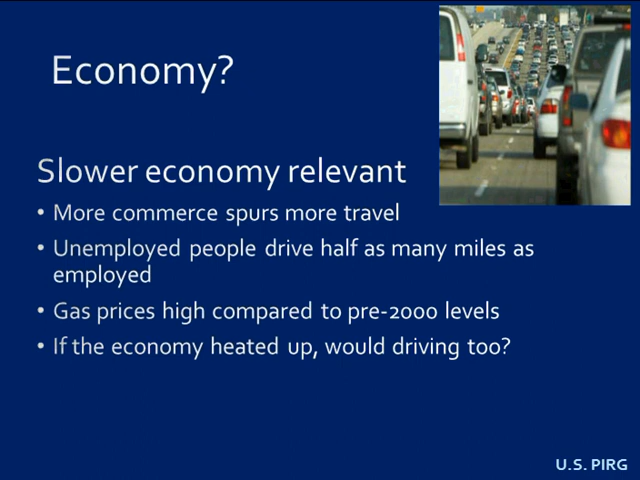 Economy?
Slower economy relevant
• More commerce spurs more travel
• Unemployed people drive half as many miles as
employed
• Gas prices high compared to pre-2000 levels
• If the economy heated up, would driving too?
U.S. PIRG